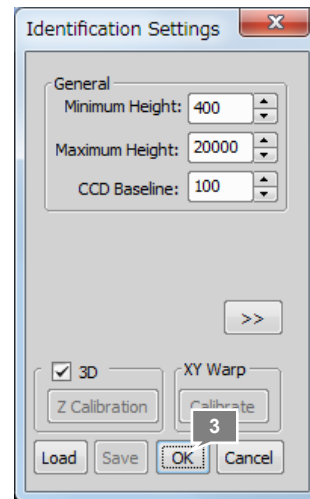 Identification Settings
General
Minimum Height: 400
Maximum Height: 20000
CCD Baseline: 100
>>
3D
XY Warp
Z Calibration
Calibrate
3
Load Save OK Cancel